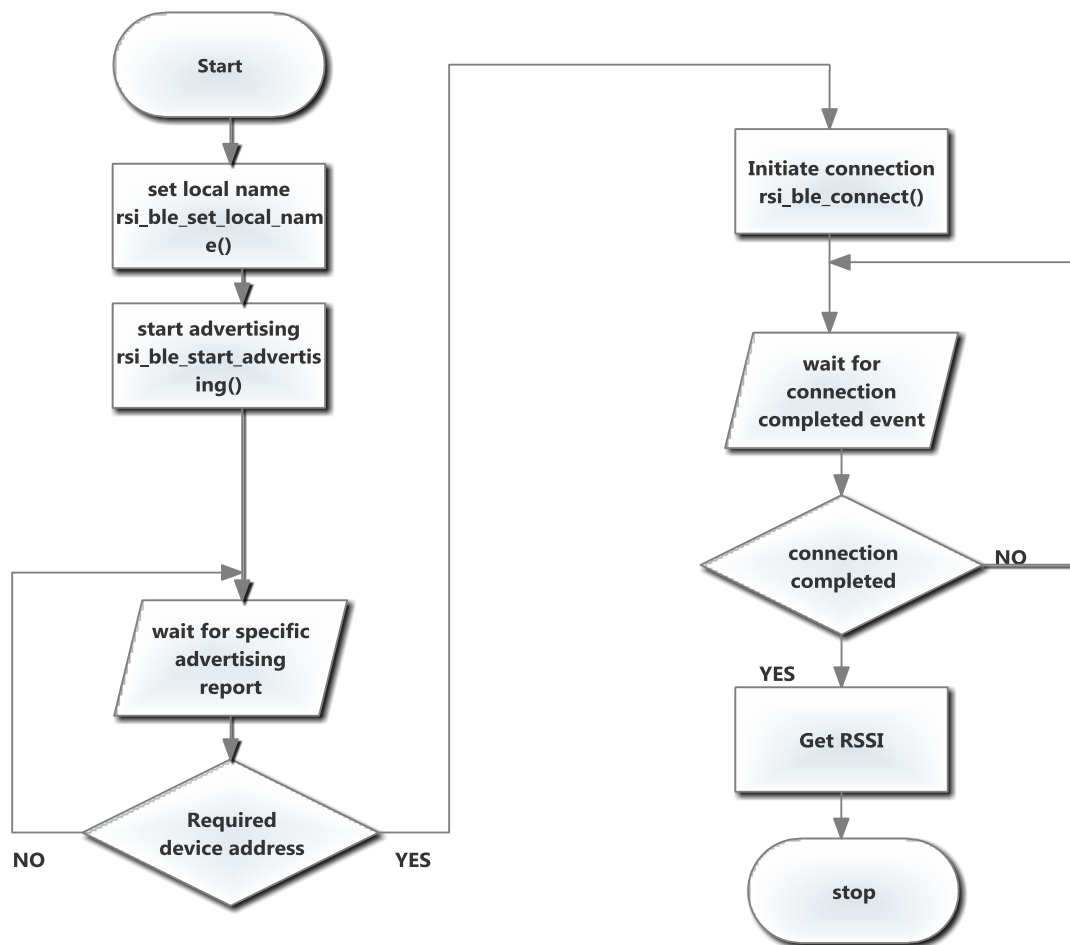 Start
set local name
rsi_ble_set_local_nam
e()
start advertising
rsi_ble_start_advertis
ing()
wait for specific
advertising
report
Required
device address
NO
YES
Initiate connection
rsi_ble_connect()
wait for
connection
completed event
connection
completed
NO
YES
Get RSSI
stop